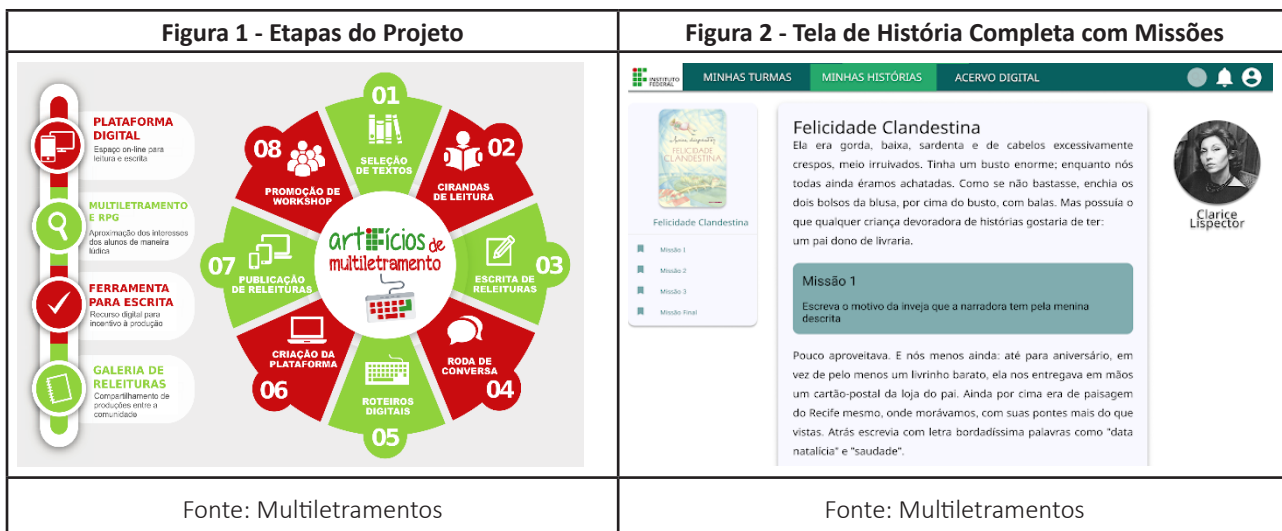 Figura 1 - Etapas do Projeto
PLATAFORMA
DIGITAL
Espaço on-line para
leitura e escrita
MULTILETRAMENTO
E RPG
Aproximação dos interesses
dos alunos de maneira
lúdica
FERRAMENTA
PARA ESCRITA
Recurso digital para
incentivo à produção
GALERIA DE
RELEITURAS
Compartilhamento de
produções entre a
comunidade
01
SELEÇÃO
DE TEXTOS
02
CIRANDAS
DE LEITURA
03
ESCRITA DE
RELEITURAS
04
RODA DE
CONVERSA
05
ROTEIROS
DIGITAIS
06
CRIAÇÃO DA
PLATAFORMA
07
PUBLICAÇÃO
DE RELEITURAS
08
PROMOÇÃO DE
WORKSHOP
artIFícios de
multiletramento
Fonte: Multiletramentos
Figura 2 - Tela de História Completa com Missões
INSTITUTO
FEDERAL
MINHAS TURMAS
MINHAS HISTÓRIAS
ACERVO DIGITAL
FELICIDADE
CLANDESTINA
Felicidade Clandestina
Missão 1
Missão 2
Missão 3
Missão Final
Felicidade Clandestina
Ela era gorda, baixa, sardenta e de cabelos excessivamente
crespos, meio irruivados. Tinha um busto enorme; enquanto nós
todas ainda éramos achatadas. Como se não bastasse, enchia os
dois bolsos da blusa, por cima do busto, com balas. Mas possuía o
que qualquer criança devoradora de histórias gostaria de ter:
um pai dono de livraria.
Missão 1
Escreva o motivo da inveja que a narradora tem pela menina
descrita
Pouco aproveitava. E nós menos ainda: até para aniversário, em
vez de pelo menos um livrinho barato, ela nos entregava em mãos
um cartão-postal da loja do pai. Ainda por cima era de paisagem
do Recife mesmo, onde morávamos, com suas pontes mais do que
vistas. Atrás escrevia com letra bordadíssima palavras como "data
natalícia" e "saudade".
Clarice
Lispector
Fonte: Multiletramentos